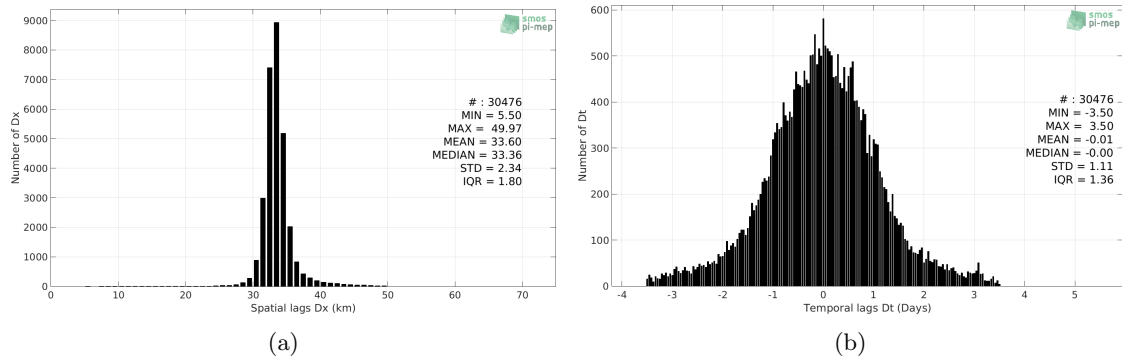 9000
8000
7000
6000
5000
4000
3000
2000
1000
0
Number of Dx
0 10 20 30 40 50 60 70
Spatial lags Dx (km)
smos
pi-mep
# : 30476
MIN = 5.50
MAX = 49.97
MEAN = 33.60
MEDIAN = 33.36
STD = 2.34
IQR = 1.80
(a)
600
500
400
300
200
100
0
Number of Dt
-4 -3 -2 -1 0 1 2 3 4 5
Temporal lags Dt (Days)
smos
pi-mep
# : 30476
MIN = -3.50
MAX = 3.50
MEAN = -0.01
MEDIAN = -0.00
STD = 1.11
IQR = 1.36
(b)